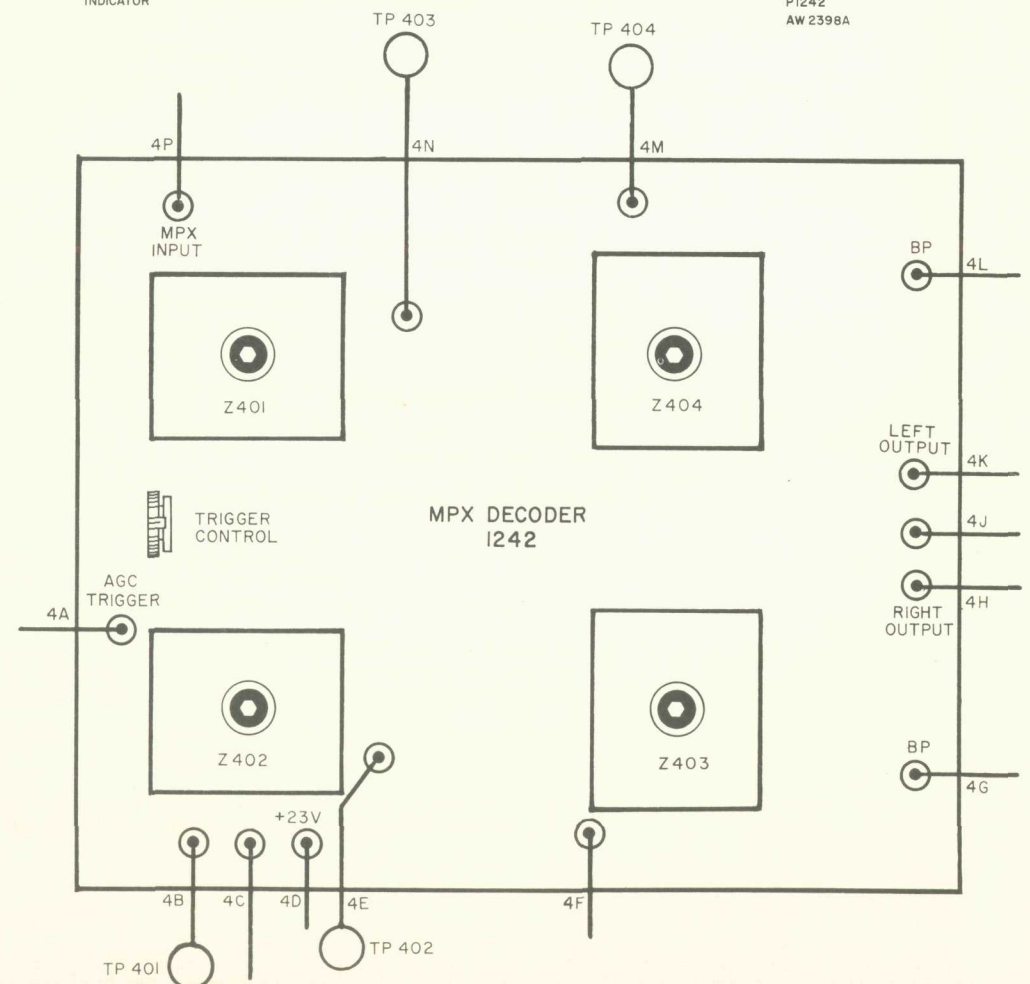 INDICATOR
P1242
AW 2398A
TP 403
TP 404
4P
4N
4M
MPX
INPUT
BP
4L
Z401
Z404
LEFT
OUTPUT
4K
TRIGGER
CONTROL
MPX DECODER
1242
4J
AGC
TRIGGER
4A
4H
RIGHT
OUTPUT
Z402
Z403
BP
4G
+23V
4B
4C
4D
4E
4F
TP 401
TP 402